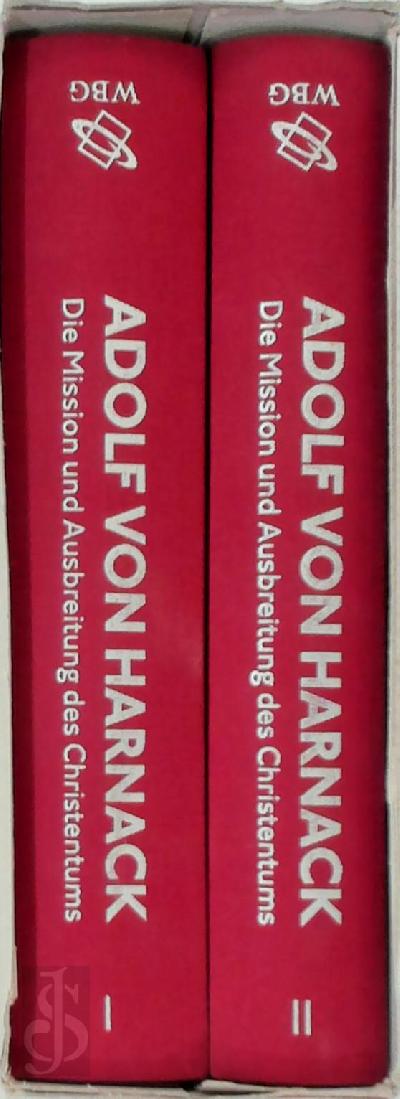 WBG
ADOLF VON HARNACK
Die Mission und Ausbreitung des Christentums
I
WBG
ADOLF VON HARNACK
Die Mission und Ausbreitung des Christentums
II